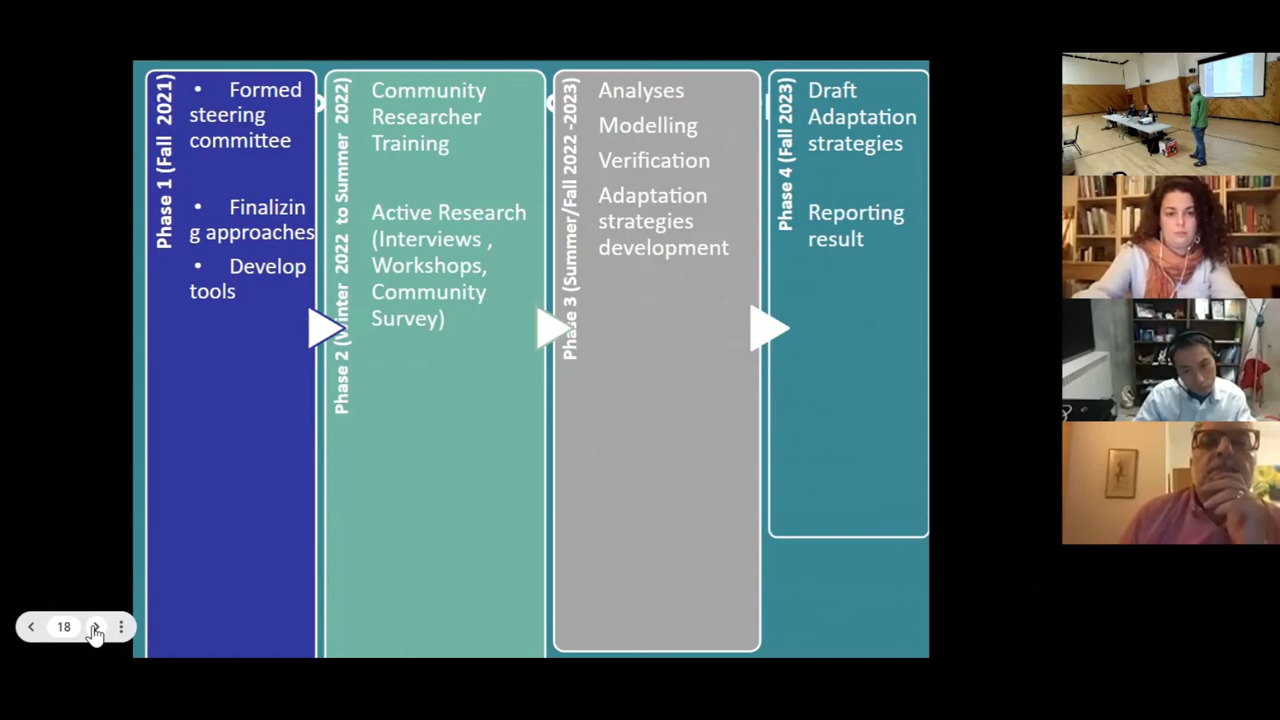 Phase 1 (Fall 2021)
• Formed
steering
committee
• Finalizin
g approaches
• Develop
tools
Phase 2 (Winter 2022 to Summer 2022)
Community
Researcher
Training
Active Research
(Interviews ,
Workshops,
Community
Survey)
Phase 3 (Summer/Fall 2022 -2023)
Analyses
Modelling
Verification
Adaptation
strategies
development
Phase 4 (Fall 2023)
Draft
Adaptation
strategies
Reporting
result
18